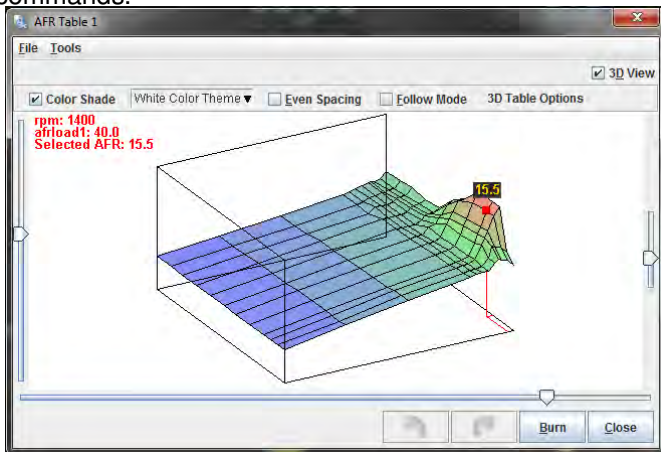 commands.
AFR Table 1
File Tools
3D View
Color Shade White Color Theme Even Spacing Follow Mode 3D Table Options
rpm: 1400
afrload1: 40.0
Selected AFR: 15.5
15.5
Burn Close